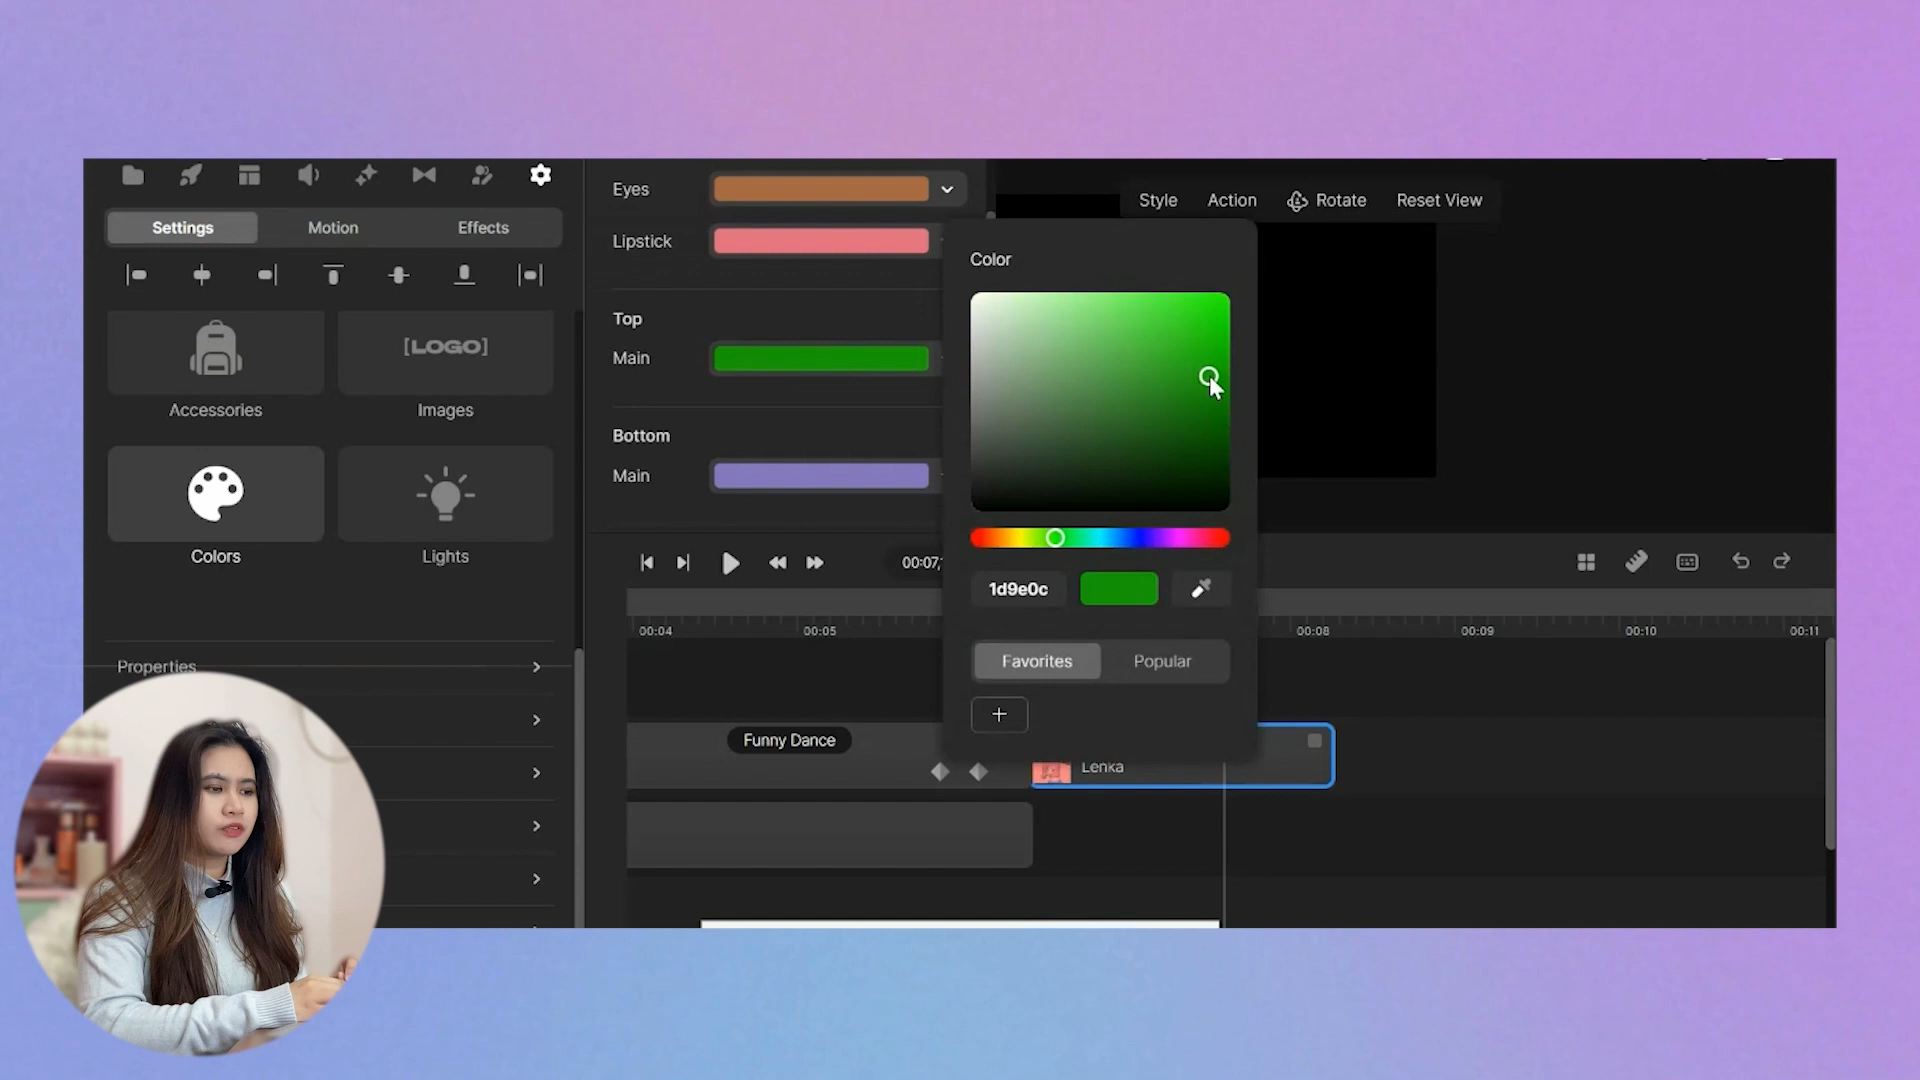 Settings
Motion
Effects
Accessories
[LOGO]
Images
Colors
Lights
Properties
Eyes
Lipstick
Top
Main
Bottom
Main
Style
Action
Rotate
Reset View
Color
1d9e0c
Favorites
Popular
+
00:07,
00:04
00:05
00:08
00:09
00:10
00:11
Funny Dance
Lenka